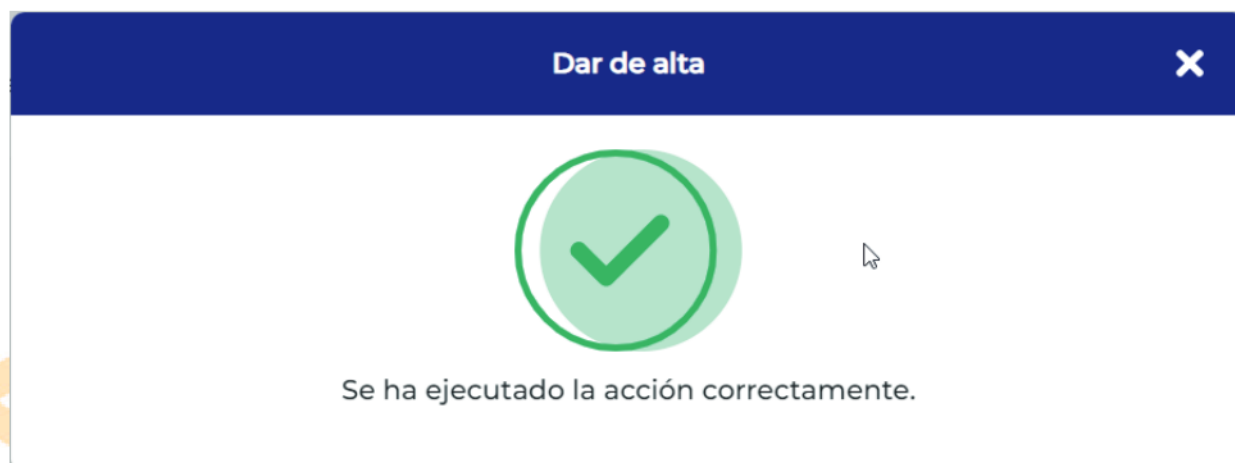 Dar de alta
Se ha ejecutado la acción correctamente.